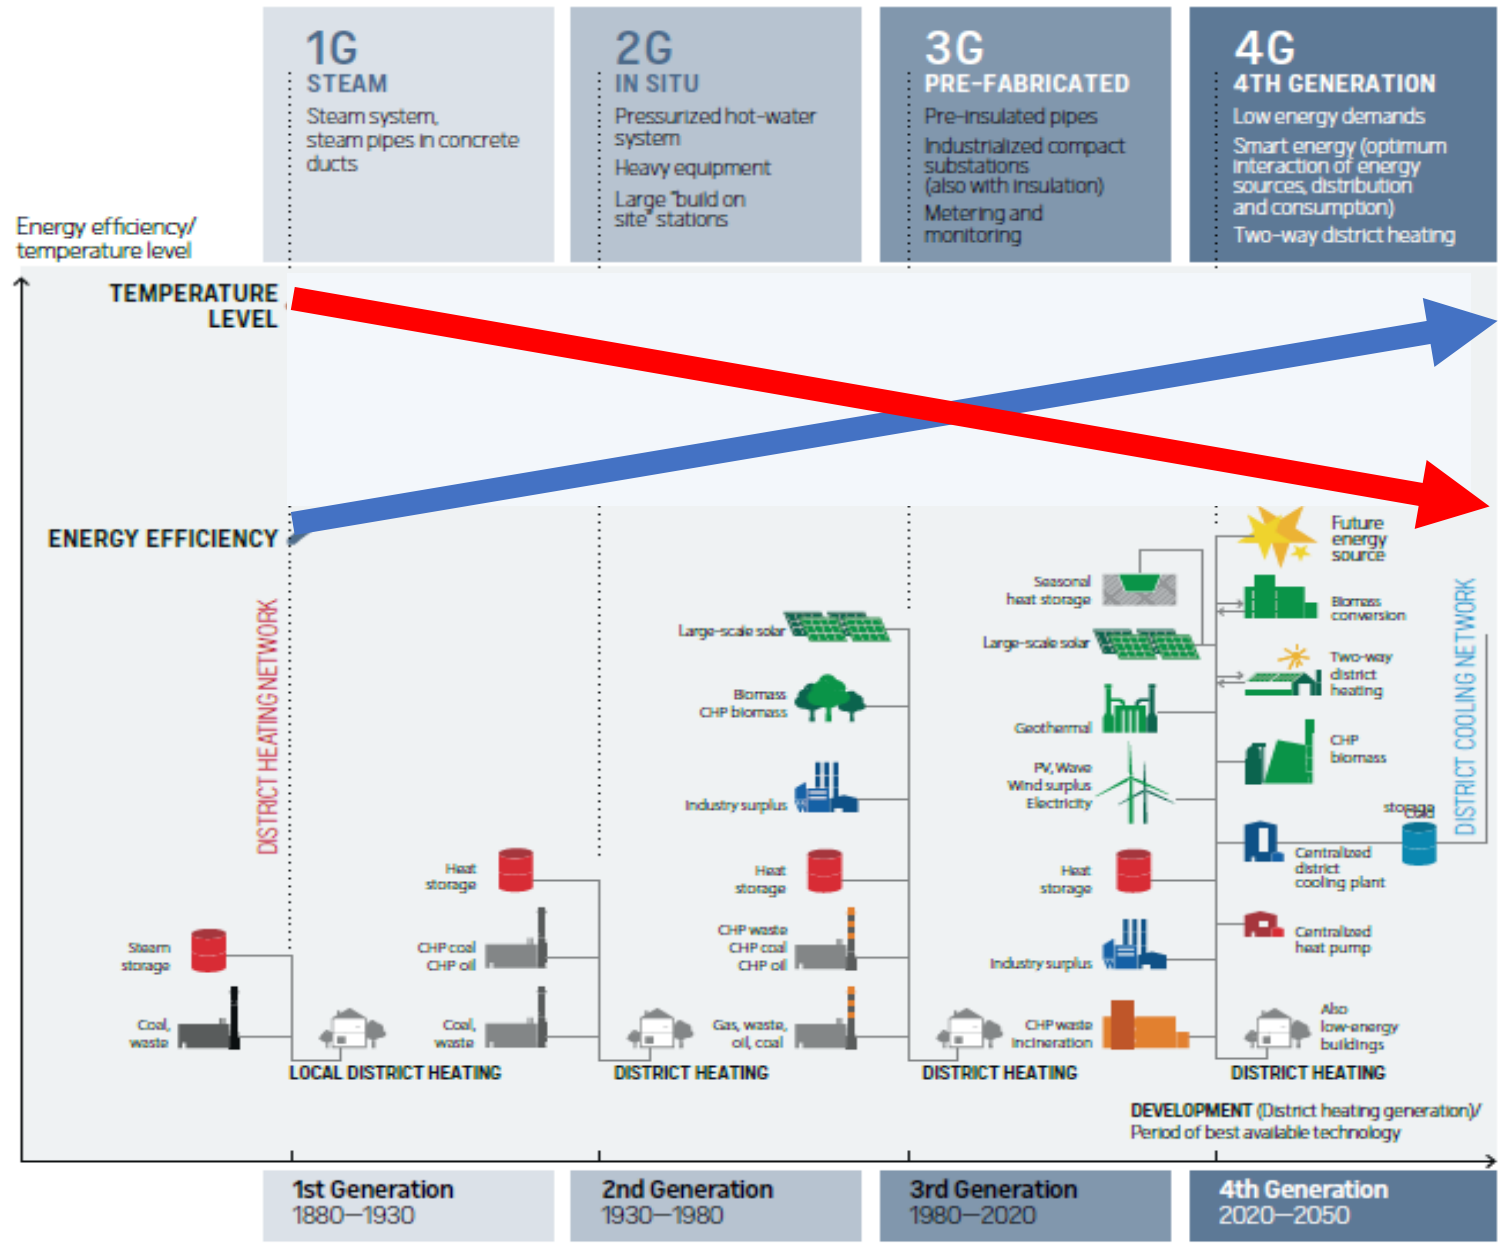 1G
STEAM
Steam system,
steam pipes in concrete
ducts
2G
IN SITU
Pressurized hot-water
system
Heavy equipment
Large "build on
site" stations
3G
PRE-FABRICATED
Pre-insulated pipes
Industrialized compact
substations
(also with insulation)
Metering and
monitoring
4G
4TH GENERATION
Low energy demands
Smart energy (optimum
interaction of energy
sources, distribution
and consumption)
Two-way district heating
Energy efficiency/
temperature level
TEMPERATURE
LEVEL
ENERGY EFFICIENCY
DISTRICT HEATING NETWORK
Steam
storage
Coal,
waste
LOCAL DISTRICT HEATING
Heat
storage
CHP coal
CHP oil
Coal,
waste
DISTRICT HEATING
Large-scale solar
Biomass
CHP biomass
Industry surplus
Heat
storage
CHP waste
CHP coal
CHP oil
Gas, waste,
oil, coal
DISTRICT HEATING
Seasonal
heat storage
Large-scale solar
Geothermal
PV, Wave
Wind surplus
Electricity
Heat
storage
Industry surplus
CHP waste
incineration
DISTRICT HEATING
Future
energy
source
Biomass
conversion
Two-way
district
heating
CHP
biomass
storage
cold
Centralized
district
cooling plant
Centralized
heat pump
Also
low-energy
buildings
DISTRICT COOLING NETWORK
DEVELOPMENT (District heating generation)/
Period of best available technology
1st Generation
1880—1930
2nd Generation
1930—1980
3rd Generation
1980—2020
4th Generation
2020—2050